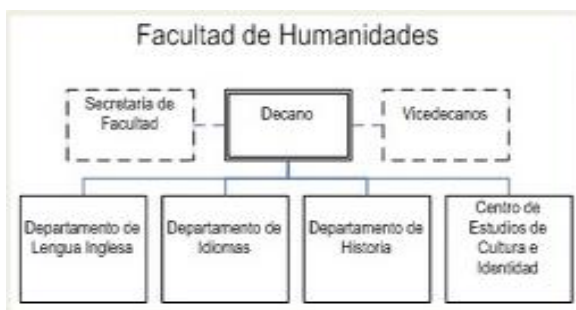 Facultad de Humanidades
Secretaria de
Facultad
Decano
Vicedecanos
Departamento de
Lengua Inglesa
Departamento de
Idiomas
Departamento de
Historia
Centro de
Estudios de
Cultura e
Identidad